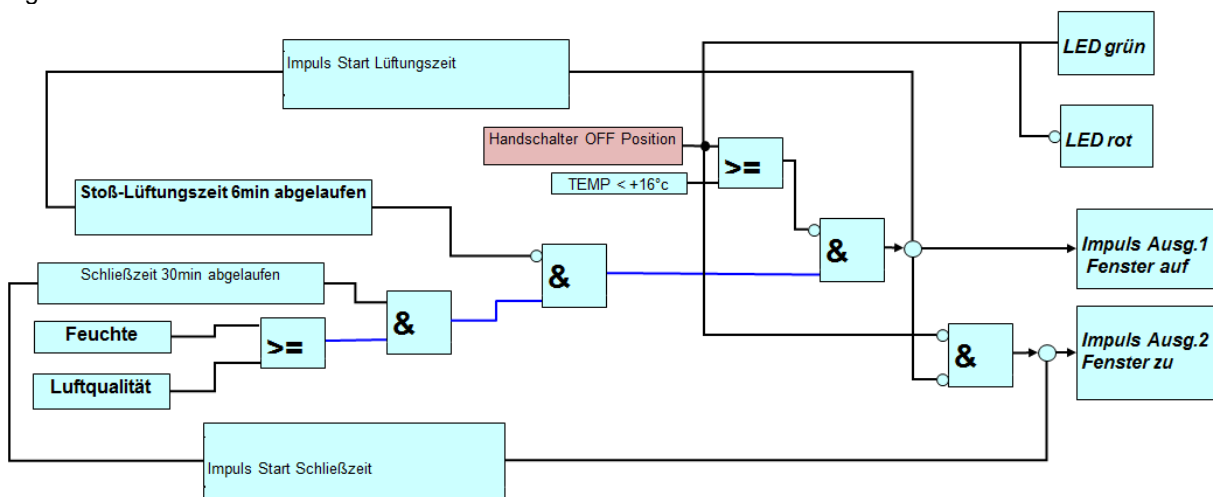 Impuls Start Lüftungszeit
LED grün
LED rot
Handschalter OFF Position
>=
TEMP < +16°c
Stoß-Lüftungszeit 6min abgelaufen
&
Impuls Ausg.1
Fenster auf
&
Schließzeit 30min abgelaufen
&
Feuchte
>=
Luftqualität
&
Impuls Ausg.2
Fenster zu
Impuls Start Schließzeit